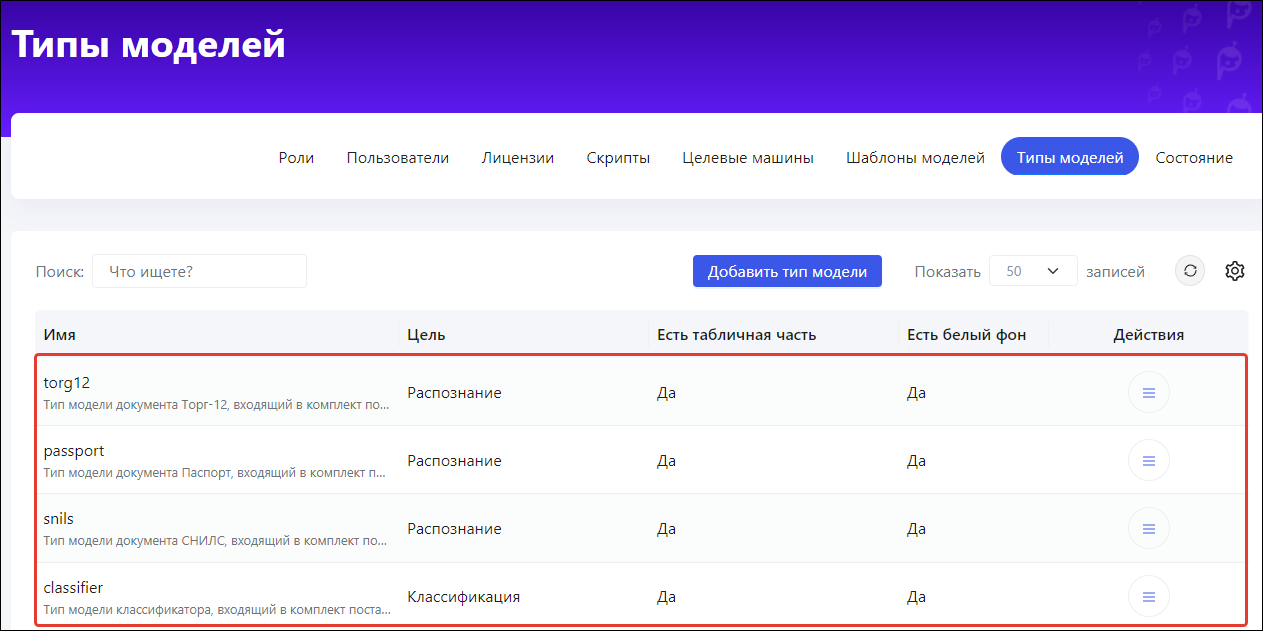 Типы моделей
Роли Пользователи Лицензии Скрипты Целевые машины Шаблоны моделей Типы моделей Состояние
Поиск: Что ищете? Добавить тип модели Показать 50 записей
Имя Цель Есть табличная часть Есть белый фон Действия
torg12
Тип модели документа Торг-12, входящий в комплект по...
Распознание Да Да
passport
Тип модели документа Паспорт, входящий в комплект п...
Распознание Да Да
snils
Тип модели документа СНИЛС, входящий в комплект по...
Распознание Да Да
classifier
Тип модели классификатора, входящий в комплект поста...
Классификация Да Да